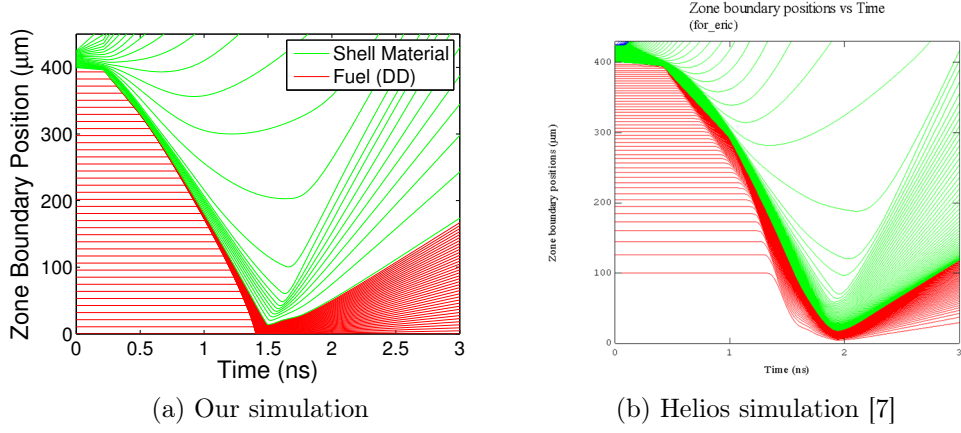 Zone boundary positions vs Time
(for_eric)
Zone Boundary Position (μm)
400
300
200
100
0
Shell Material
Fuel (DD)
0
0.5
1
1.5
2
2.5
3
Time (ns)
Zone boundary positions (μm)
400
300
200
100
0
1
2
3
Time (ns)
(a) Our simulation
(b) Helios simulation [7]